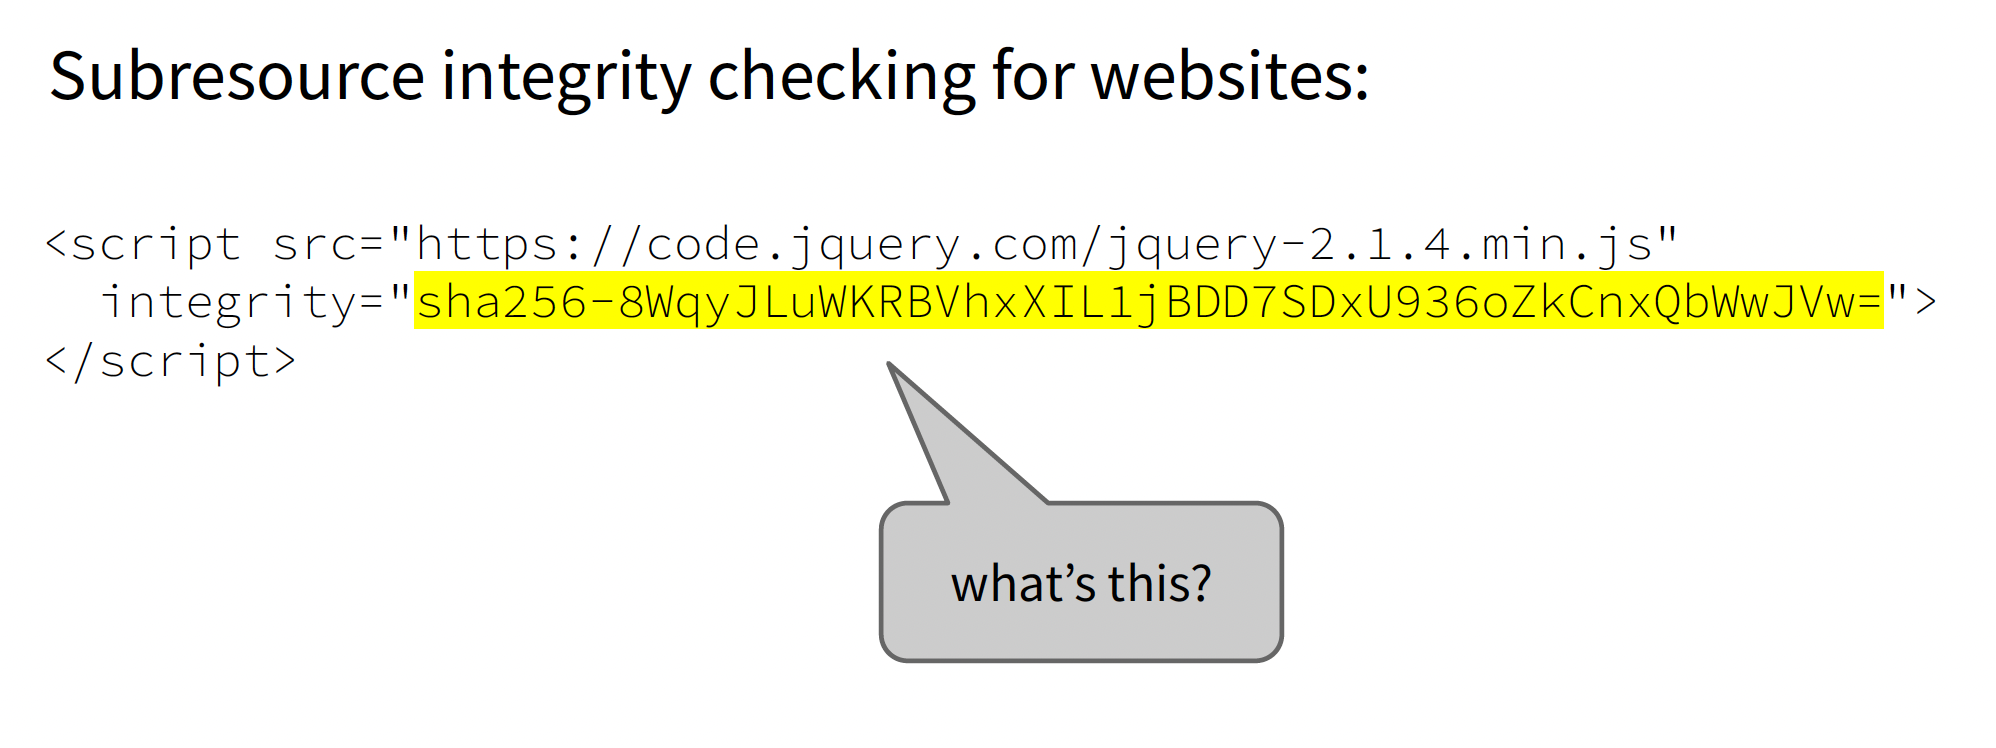 Subresource integrity checking for websites:
<script src="https://code.jquery.com/jquery-2.1.4.min.js"
integrity="sha256-8WqyJLuWKRBVhxXIL1jBDD7SDxU936oZkCnxQbWwJVw=">
</script>
what’s this?